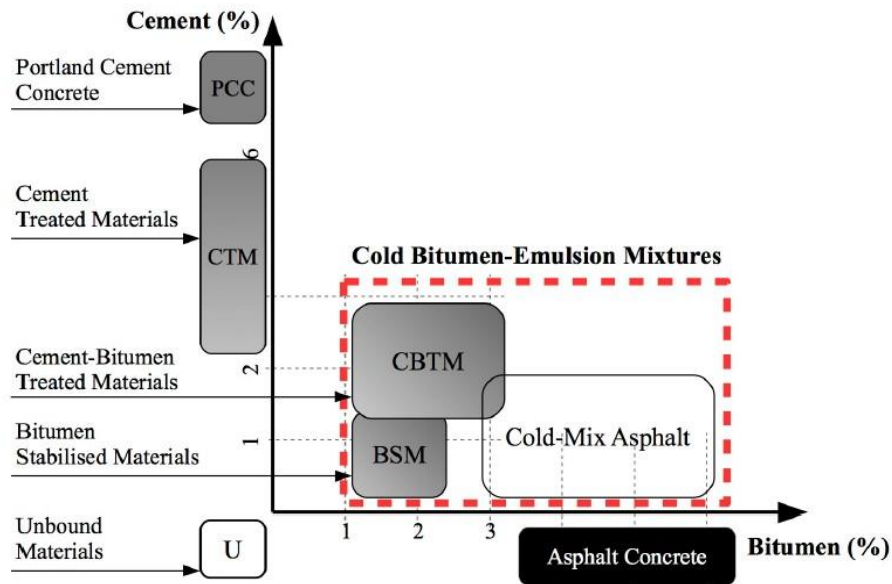 Cement (%)
Portland Cement
Concrete
PCC
6
Cement
Treated Materials
CTM
Cold Bitumen-Emulsion Mixtures
Cement-Bitumen
Treated Materials
2
CBTM
Bitumen
Stabilised Materials
1
BSM
Cold-Mix Asphalt
Unbound
Materials
U
1 2 3
Asphalt Concrete
Bitumen (%)